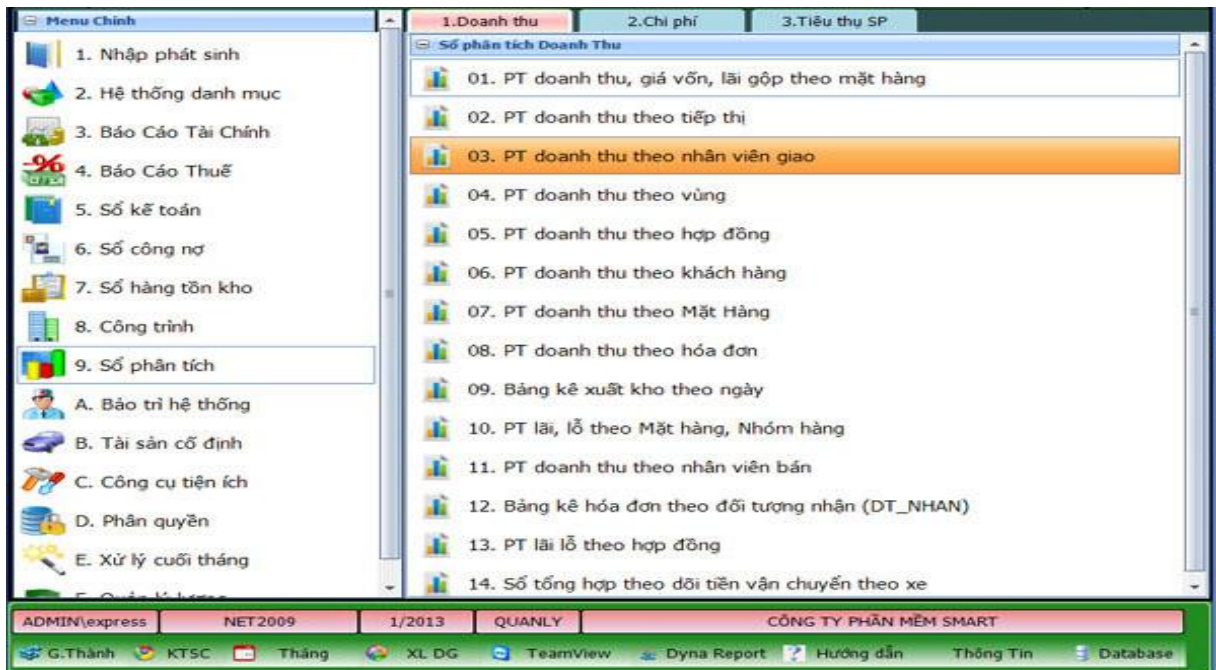 Menu Chính
1. Nhập phát sinh
2. Hệ thống danh mục
3. Báo Cáo Tài Chính
4. Báo Cáo Thuế
5. Sổ kế toán
6. Sổ công nợ
7. Sổ hàng tồn kho
8. Công trình
9. Sổ phân tích
A. Bảo trì hệ thống
B. Tài sản cố định
C. Công cụ tiện ích
D. Phân quyền
E. Xử lý cuối tháng
1.Doanh thu 2.Chi phí 3.Tiêu thụ SP
Sổ phân tích Doanh Thu
01. PT doanh thu, giá vốn, lãi gộp theo mặt hàng
02. PT doanh thu theo tiếp thị
03. PT doanh thu theo nhân viên giao
04. PT doanh thu theo vùng
05. PT doanh thu theo hợp đồng
06. PT doanh thu theo khách hàng
07. PT doanh thu theo Mặt Hàng
08. PT doanh thu theo hóa đơn
09. Bảng kê xuất kho theo ngày
10. PT lãi, lỗ theo Mặt hàng, Nhóm hàng
11. PT doanh thu theo nhân viên bán
12. Bảng kê hóa đơn theo đối tượng nhận (DT_NHAN)
13. PT lãi lỗ theo hợp đồng
14. Sổ tổng hợp theo dõi tiền vận chuyển theo xe
ADMIN\express NET2009 1/2013 QUANLY CÔNG TY PHẦN MỀM SMART
G.Thành KTSC Tháng XL DG TeamView Dyna Report Hướng dẫn Thông Tin Database